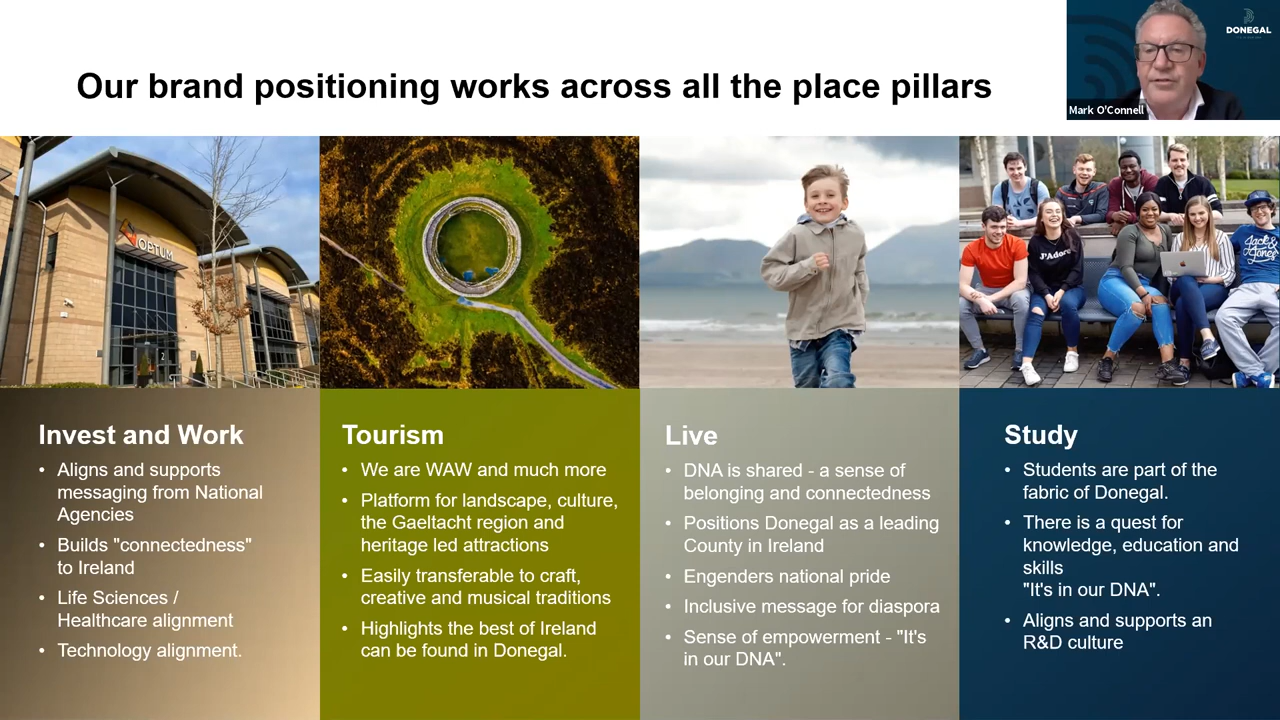 Our brand positioning works across all the place pillars
DONEGAL
Mark O'Connell
OPTUM
2
J'Adore
Jack &
Jones
Invest and Work
• Aligns and supports
messaging from National
Agencies
• Builds "connectedness"
to Ireland
• Life Sciences /
Healthcare alignment
• Technology alignment.
Tourism
• We are WAW and much more
• Platform for landscape, culture,
the Gaeltacht region and
heritage led attractions
• Easily transferable to craft,
creative and musical traditions
• Highlights the best of Ireland
can be found in Donegal.
Live
• DNA is shared - a sense of
belonging and connectedness
• Positions Donegal as a leading
County in Ireland
• Engenders national pride
• Inclusive message for diaspora
• Sense of empowerment - "It's
in our DNA".
Study
• Students are part of the
fabric of Donegal.
• There is a quest for
knowledge, education and
skills
"It's in our DNA".
• Aligns and supports an
R&D culture